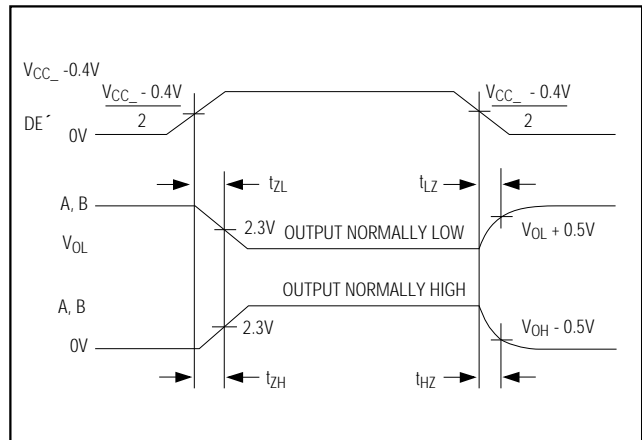 VCC_ -0.4V
VCC_ - 0.4V
2
DE´
0V
VCC_ - 0.4V
2
tZL
tLZ
A, B
2.3V
OUTPUT NORMALLY LOW
VOL + 0.5V
VOL
OUTPUT NORMALLY HIGH
A, B
2.3V
VOH - 0.5V
0V
tZH
tHZ